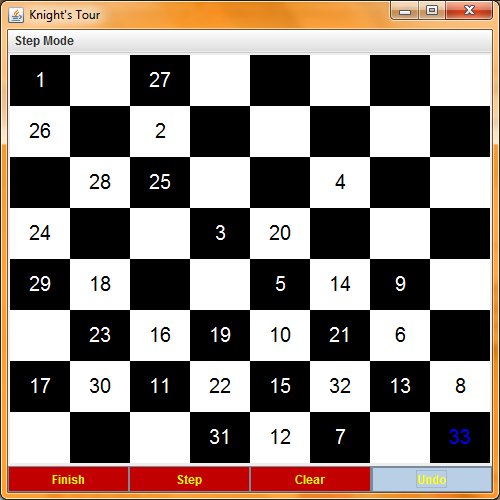 Knight's Tour
Step Mode
1 27
26 2
28 25 4
24 3 20
29 18 5 14 9
23 16 19 10 21 6
17 30 11 22 15 32 13 8
31 12 7 33
Finish Step Clear Undo